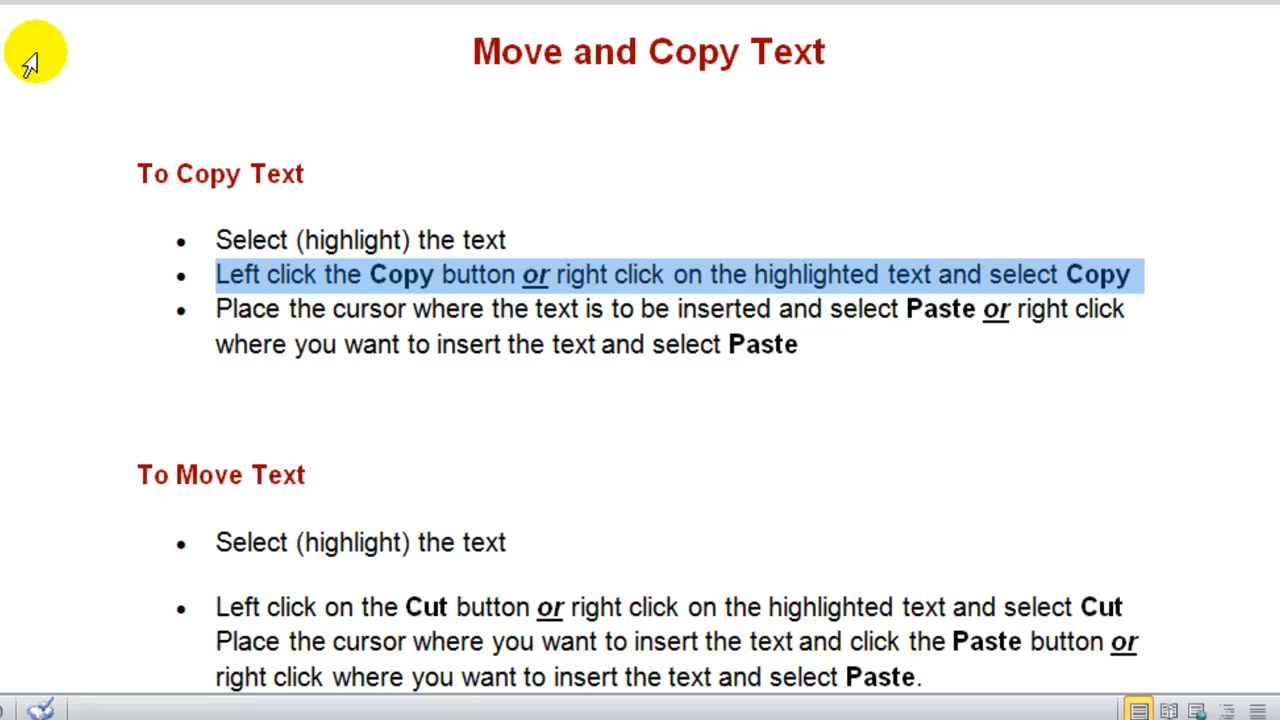 Move and Copy Text
To Copy Text
• Select (highlight) the text
• Left click the Copy button or right click on the highlighted text and select Copy
• Place the cursor where the text is to be inserted and select Paste or right click
where you want to insert the text and select Paste
To Move Text
• Select (highlight) the text
• Left click on the Cut button or right click on the highlighted text and select Cut
Place the cursor where you want to insert the text and click the Paste button or
right click where you want to insert the text and select Paste.